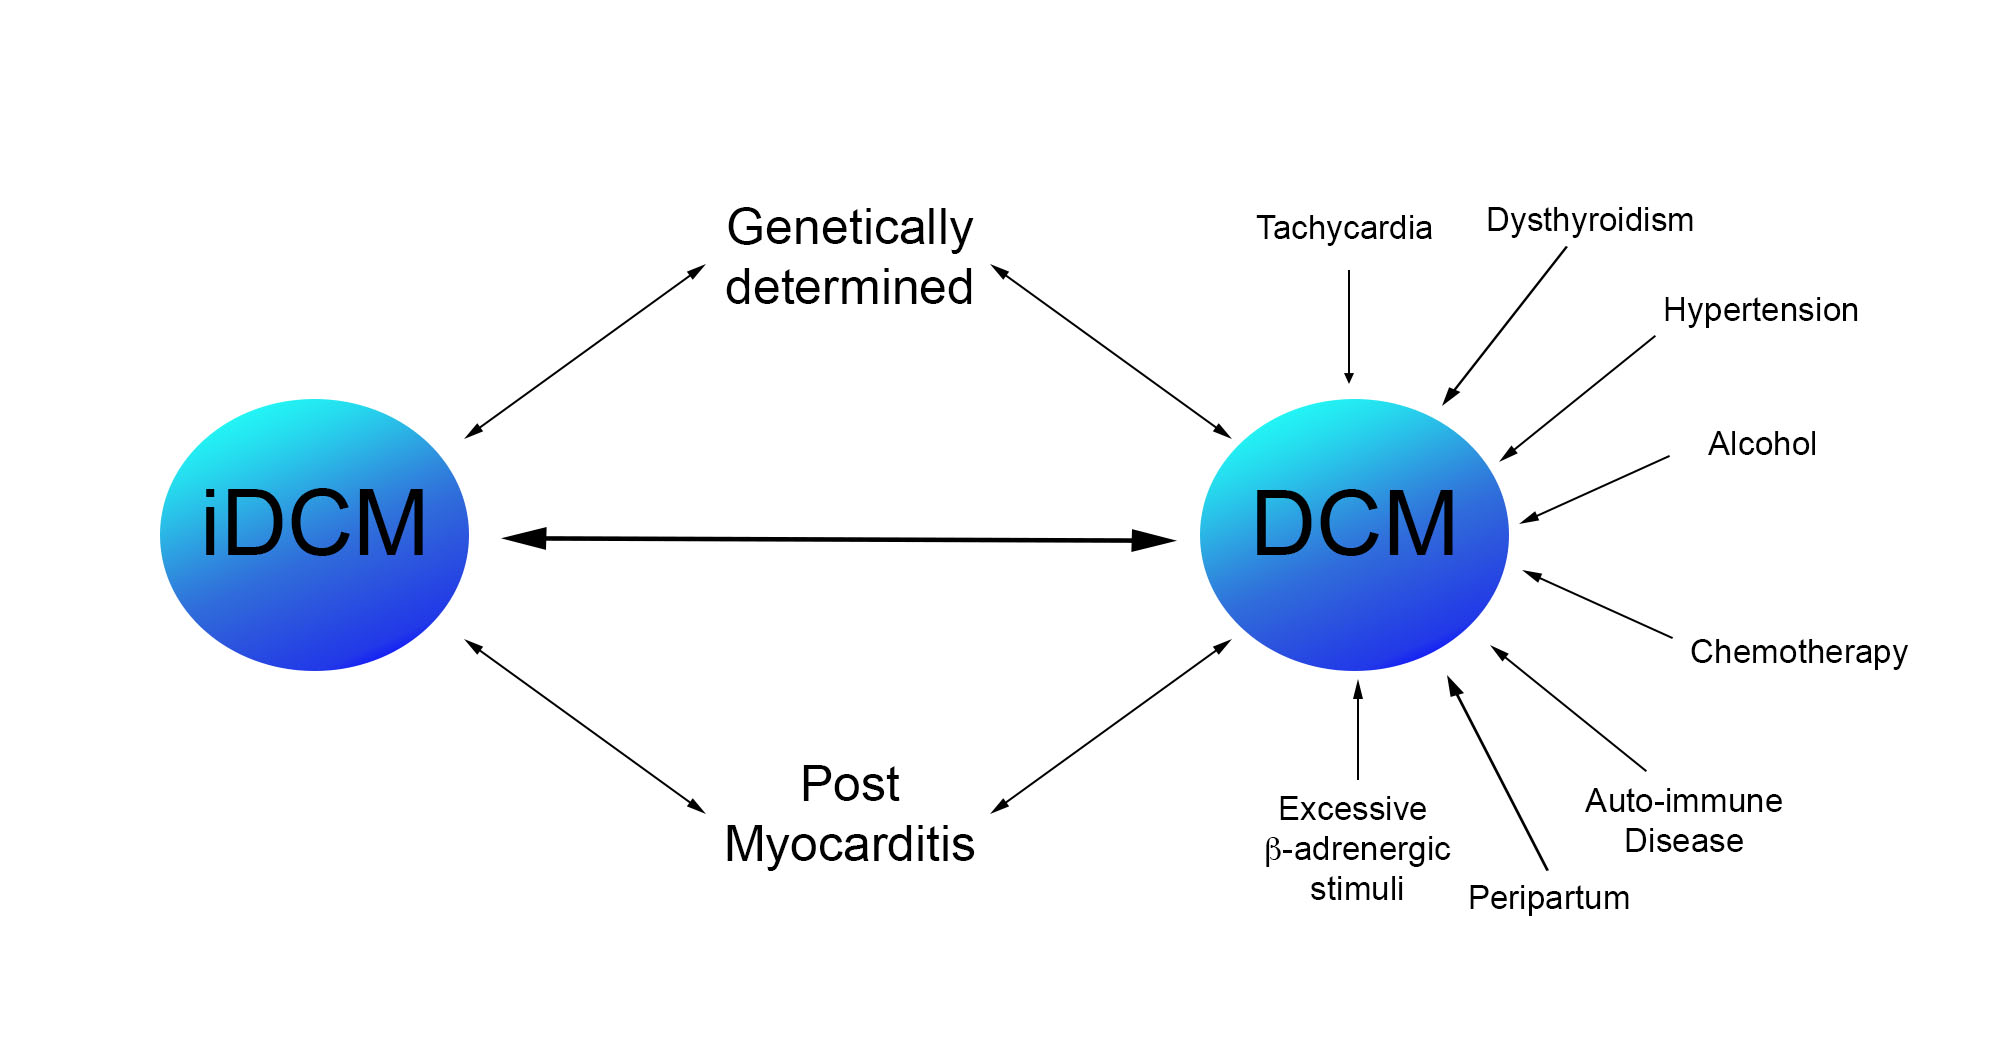 Genetically
determined
Tachycardia
Dysthyroidism
Hypertension
Alcohol
iDCM
DCM
Chemotherapy
Post
Myocarditis
Excessive
β-adrenergic
stimuli
Auto-immune
Disease
Peripartum